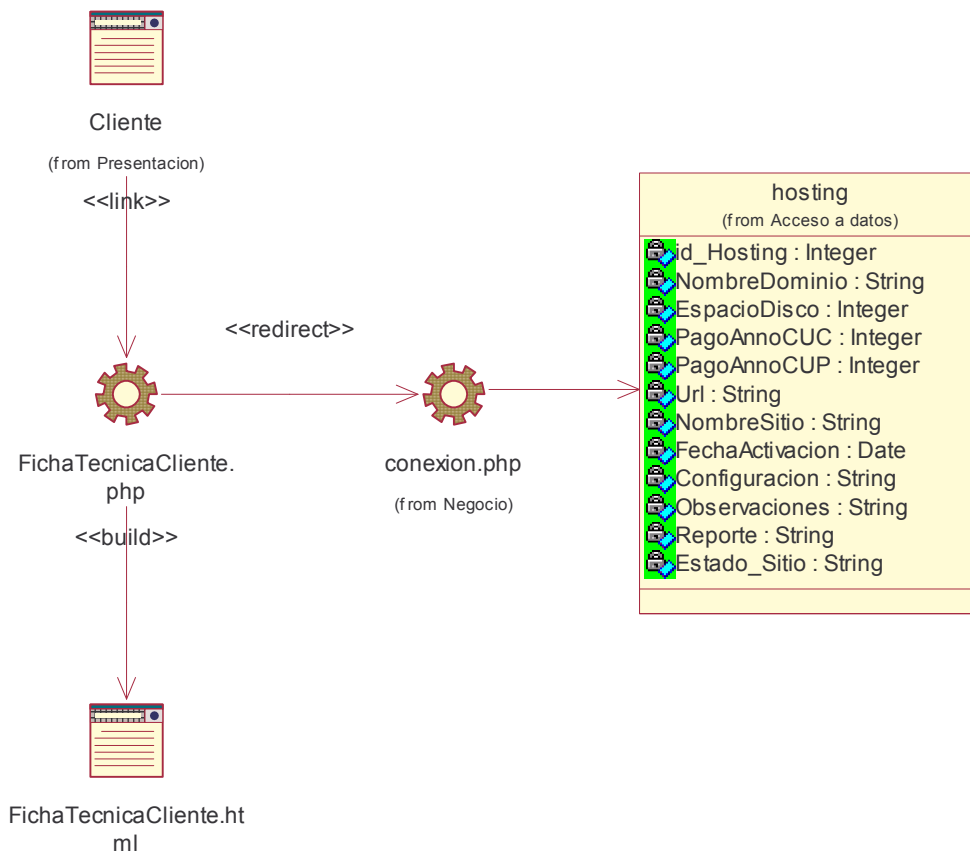 Cliente
(from Presentacion)
<<link>>
<<redirect>>
FichaTecnicaCliente.
php
<<build>>
conexion.php
(from Negocio)
hosting
(from Acceso a datos)
id_Hosting : Integer
NombreDominio : String
EspacioDisco : Integer
PagoAnnoCUC : Integer
PagoAnnoCUP : Integer
Url : String
NombreSitio : String
FechaActivacion : Date
Configuracion : String
Observaciones : String
Reporte : String
Estado_Sitio : String
FichaTecnicaCliente.ht
ml